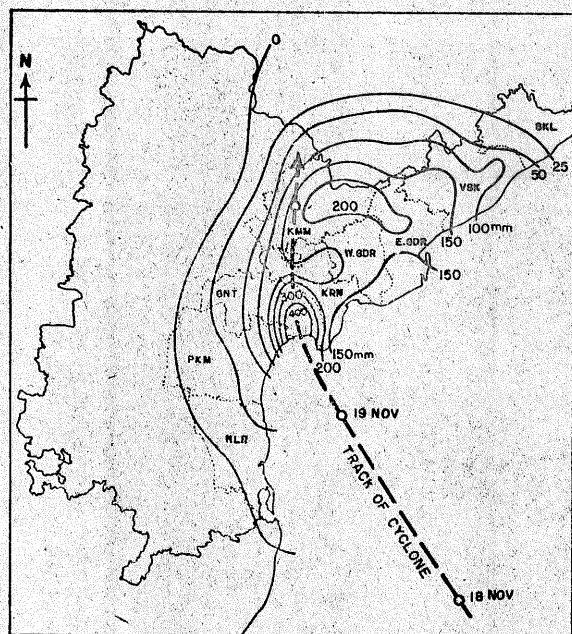 0
N
SKL
25
50
VSK
100mm
200
KMM
150
E.GDR
W.GDR
150
GNT
KRN
300
400
150mm
200
PKM
19 NOV
NLR
TRACK OF CYCLONE
18 NOV